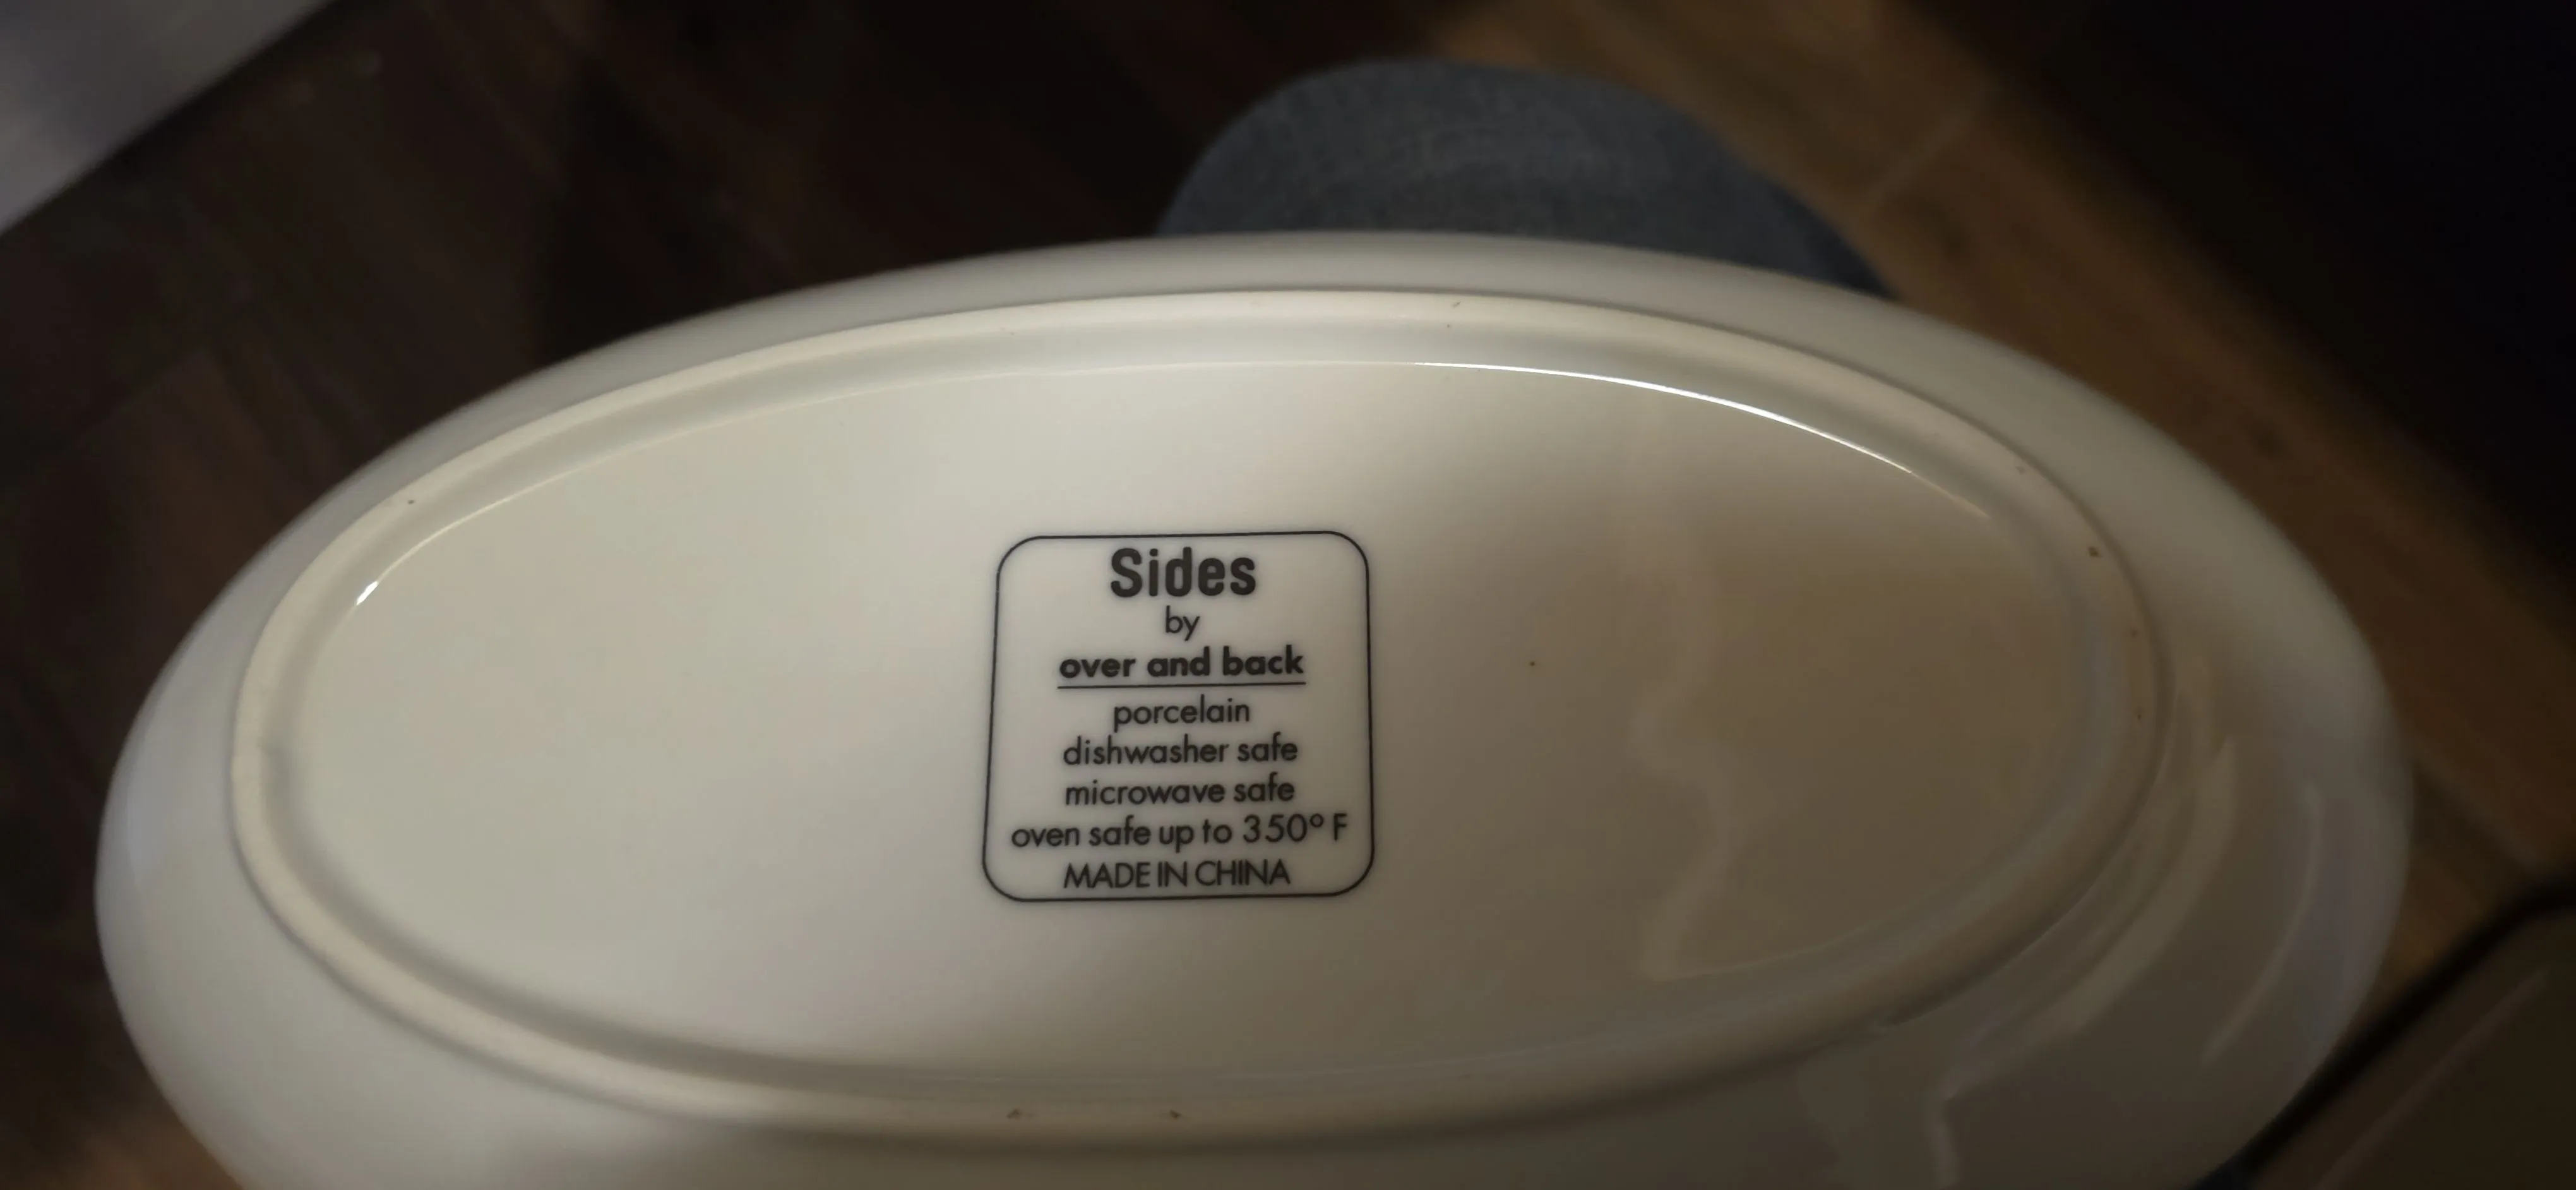 Sides
by
over and back
porcelain
dishwasher safe
microwave safe
oven safe up to 350° F
MADE IN CHINA